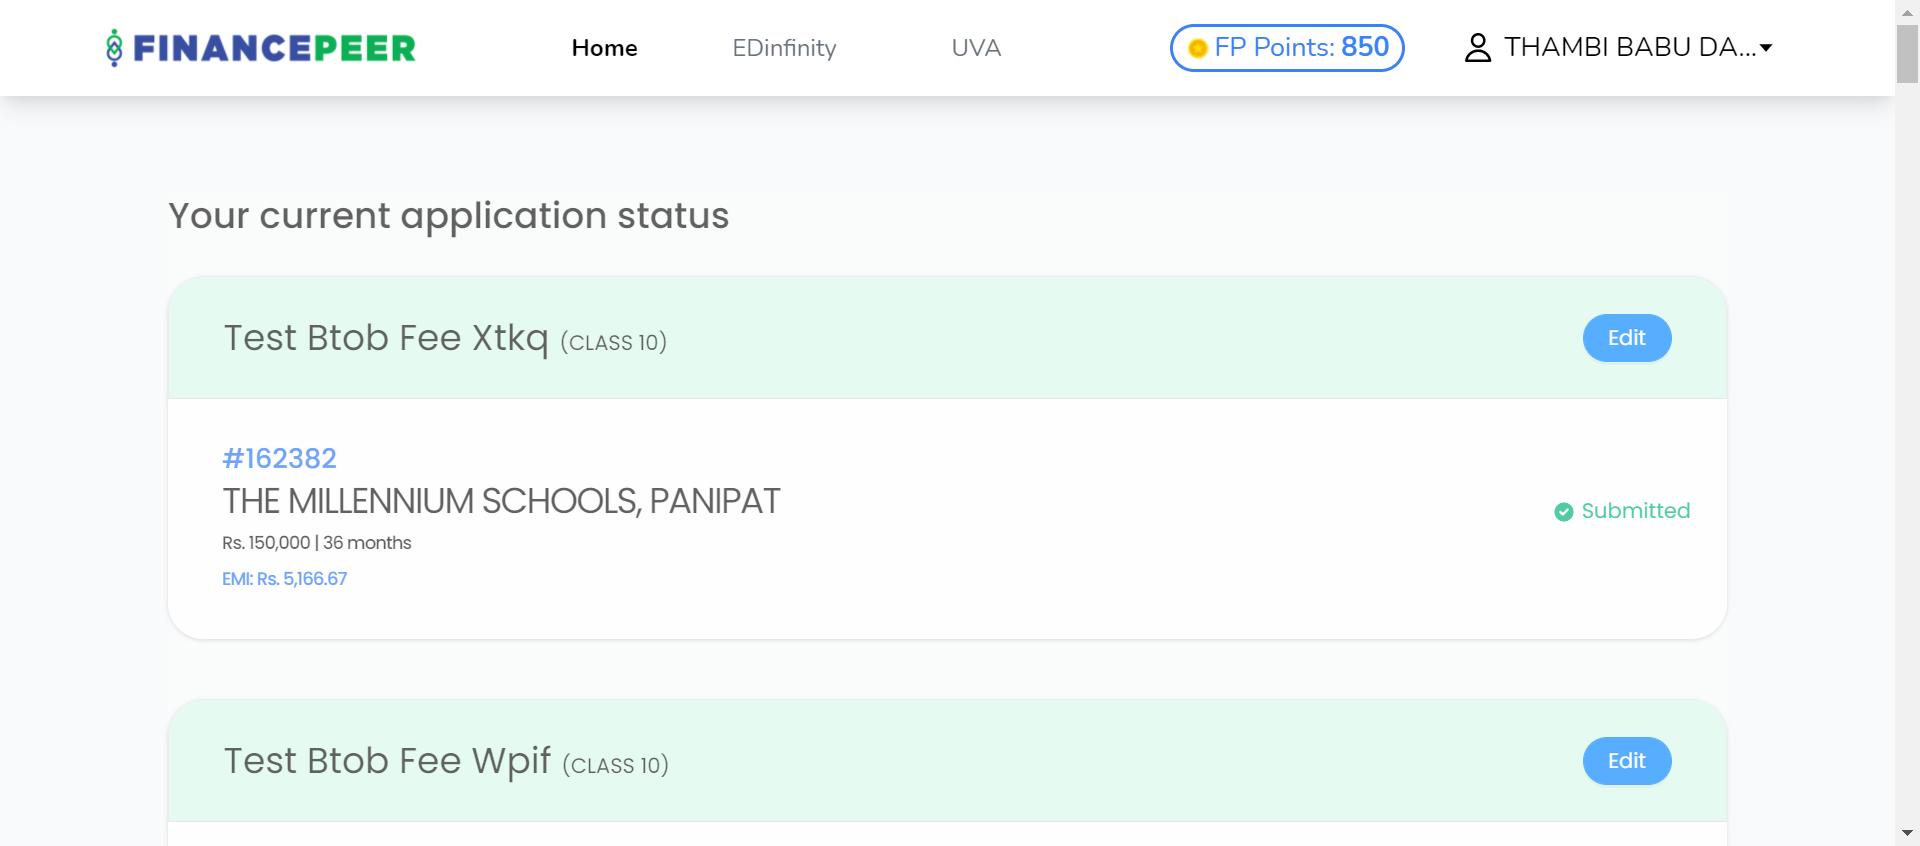 FINANCEPEER
Home EDinfinity UVA FP Points: 850 THAMBI BABU DA...
Your current application status
Test Btob Fee Xtkq (CLASS 10) Edit
#162382
THE MILLENNIUM SCHOOLS, PANIPAT
Submitted
Rs. 150,000 | 36 months
EMI: Rs. 5,166.67
Test Btob Fee Wpif (CLASS 10) Edit